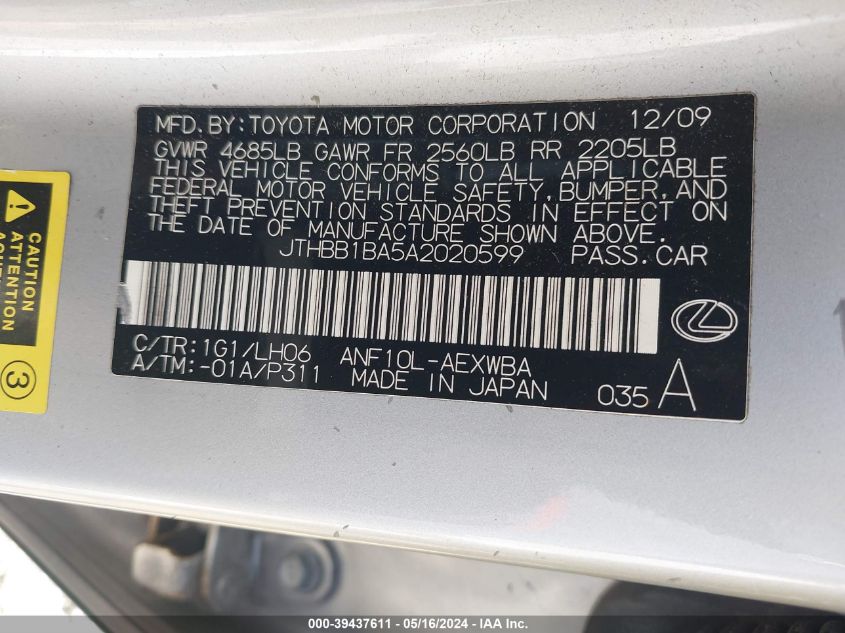 MFD.BY:TOYOTA MOTOR CORPORATION 12/09
GVWR 4685LB GAWR FR 2560LB RR 2205LB
THIS VEHICLE CONFORMS TO ALL APPLICABLE
FEDERAL MOTOR VEHICLE SAFETY,BUMPER,AND
THEFT PREVENTION STANDARDS IN EFFECT ON
THE DATE OF MANUFACTURE SHOWN ABOVE.
JTHBB1BA5A2020599 PASS.CAR
C/TR:1G1/LH06 ANF10L-AEXWBA
A/TM:-01A/P311 MADE IN JAPAN
035 A
CAUTION
3
000-39437611 - 05/16/2024 - IAA Inc.